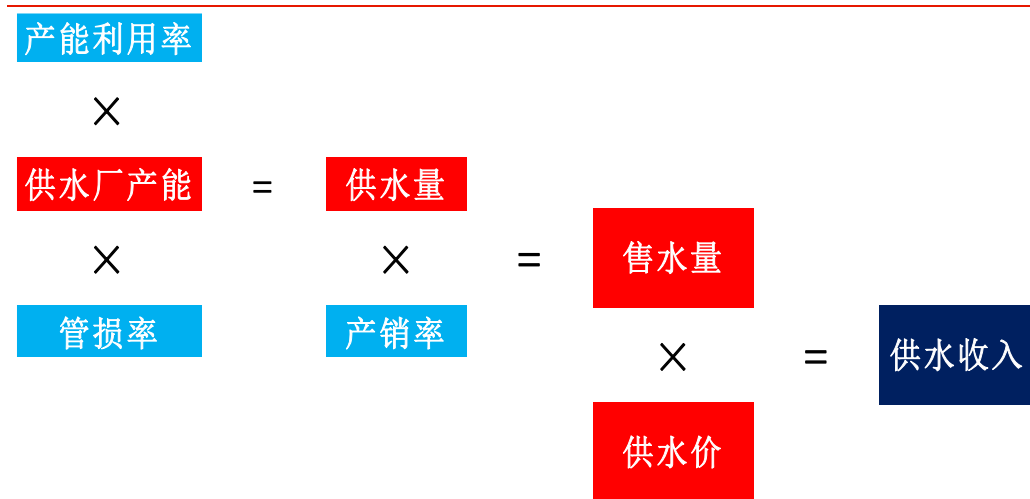 产能利用率
×
供水厂产能 = 供水量
× × = 售水量
管损率 产销率
× = 供水收入
供水价